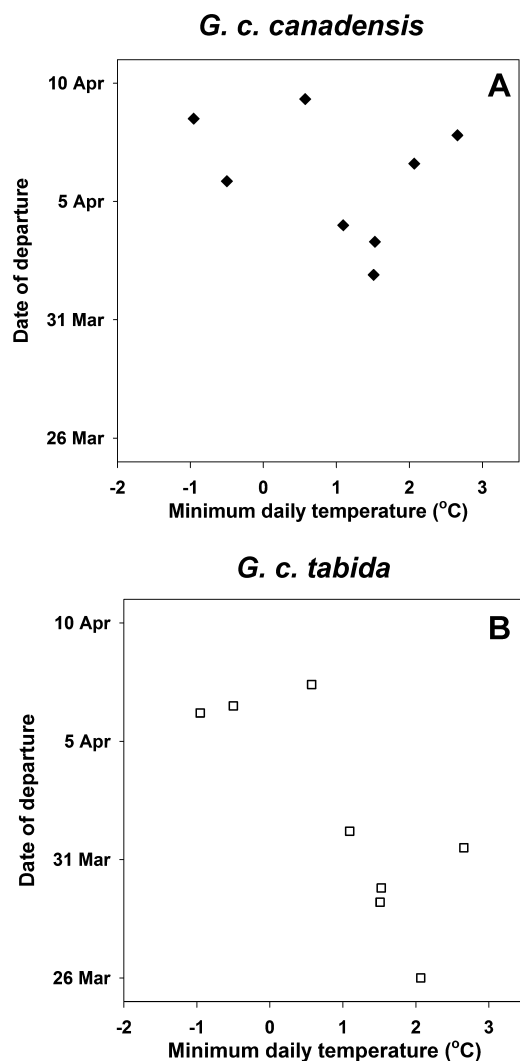 G. c. canadensis
A
10 Apr
5 Apr
31 Mar
26 Mar
Date of departure
-2 -1 0 1 2 3
Minimum daily temperature (°C)
G. c. tabida
B
10 Apr
5 Apr
31 Mar
26 Mar
Date of departure
-2 -1 0 1 2 3
Minimum daily temperature (°C)